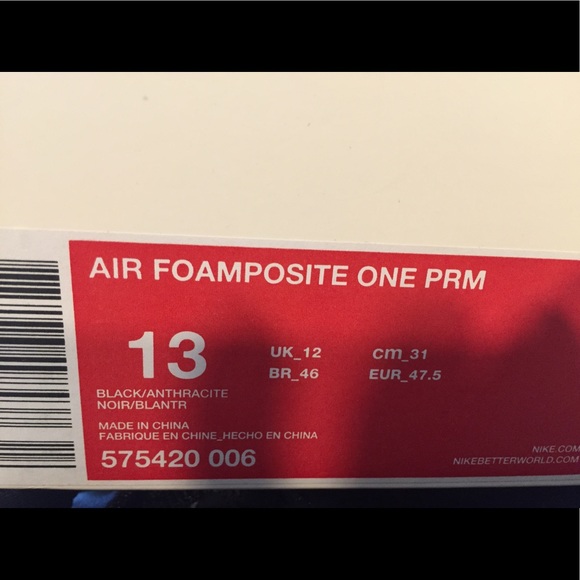 AIR FOAMPOSITE ONE PRM
13
UK_12 cm_31
BR_46 EUR_47.5
BLACK/ANTHRACITE
NOIR/BLANTR
MADE IN CHINA
FABRIQUE EN CHINE_HECHO EN CHINA
575420 006
NIKE.COM
NIKEBETTERWORLD.COM